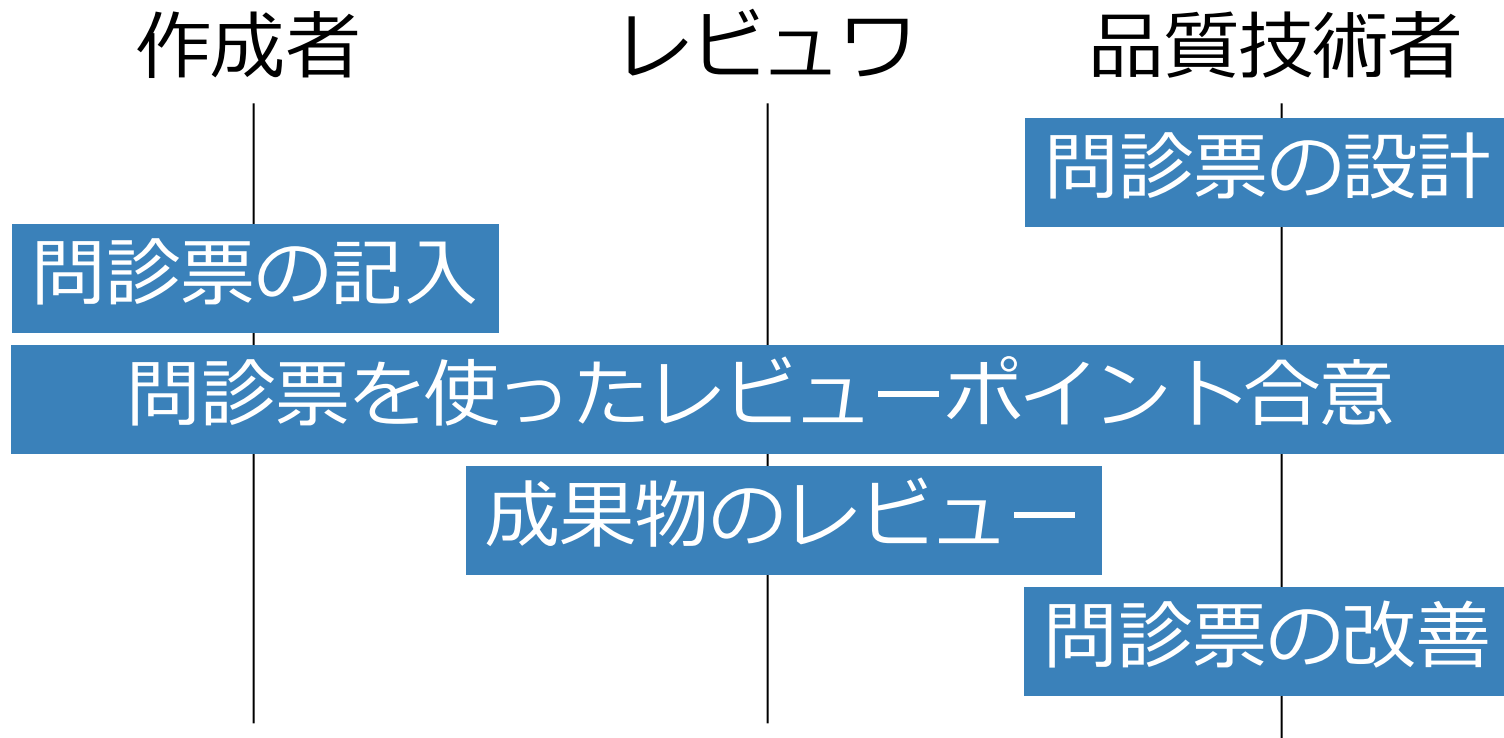 作成者
レビュワ
品質技術者
問診票の設計
問診票の記入
問診票を使ったレビューポイント合意
成果物のレビュー
問診票の改善